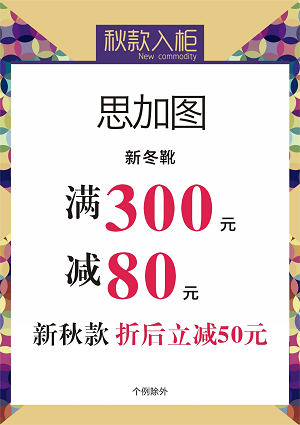 秋款入柜
New commodity
思加图
新冬靴
满300元
减80元
新秋款 折后立减50元
个例除外